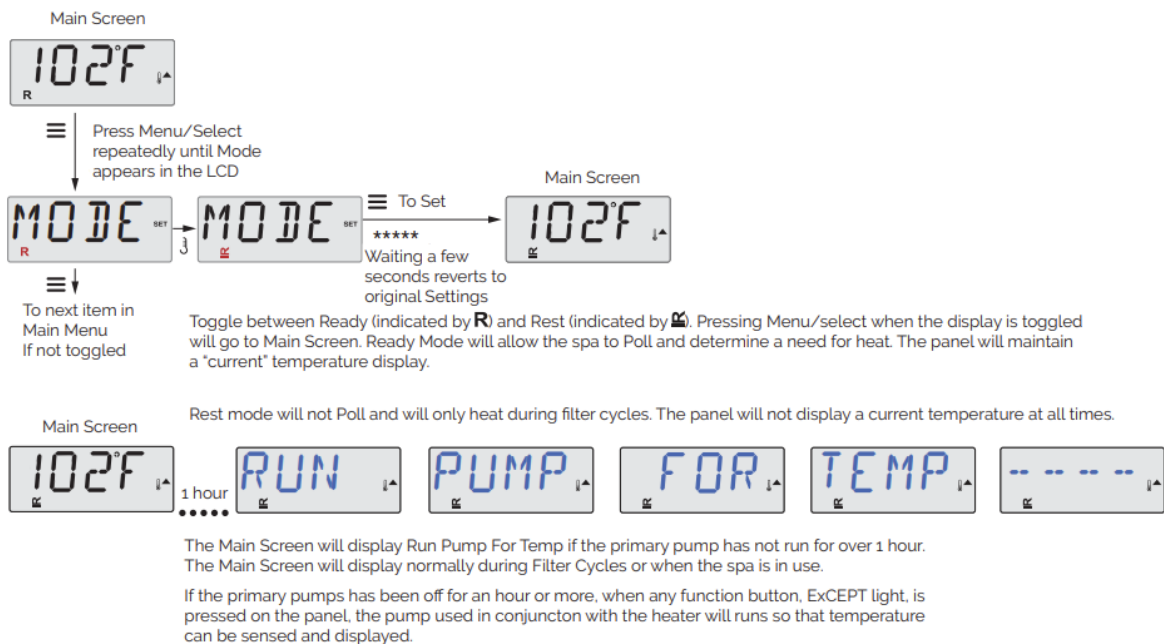 Main Screen
102°F
R
Press Menu/Select
repeatedly until Mode
appears in the LCD
Main Screen
MODE SET
R
MODE SET
R
To Set
*****
Waiting a few
seconds reverts to
original Settings
102°F
R
To next item in
Main Menu
If not toggled
Toggle between Ready (indicated by R) and Rest (indicated by R). Pressing Menu/select when the display is toggled
will go to Main Screen. Ready Mode will allow the spa to Poll and determine a need for heat. The panel will maintain
a “current” temperature display.
Rest mode will not Poll and will only heat during filter cycles. The panel will not display a current temperature at all times.
Main Screen
102°F
R
1 hour
RUN
R
PUMP
R
FOR
R
TEMP
R
----
R
The Main Screen will display Run Pump For Temp if the primary pump has not run for over 1 hour.
The Main Screen will display normally during Filter Cycles or when the spa is in use.
If the primary pumps has been off for an hour or more, when any function button, ExCEPT light, is
pressed on the panel, the pump used in conjuncton with the heater will runs so that temperature
can be sensed and displayed.